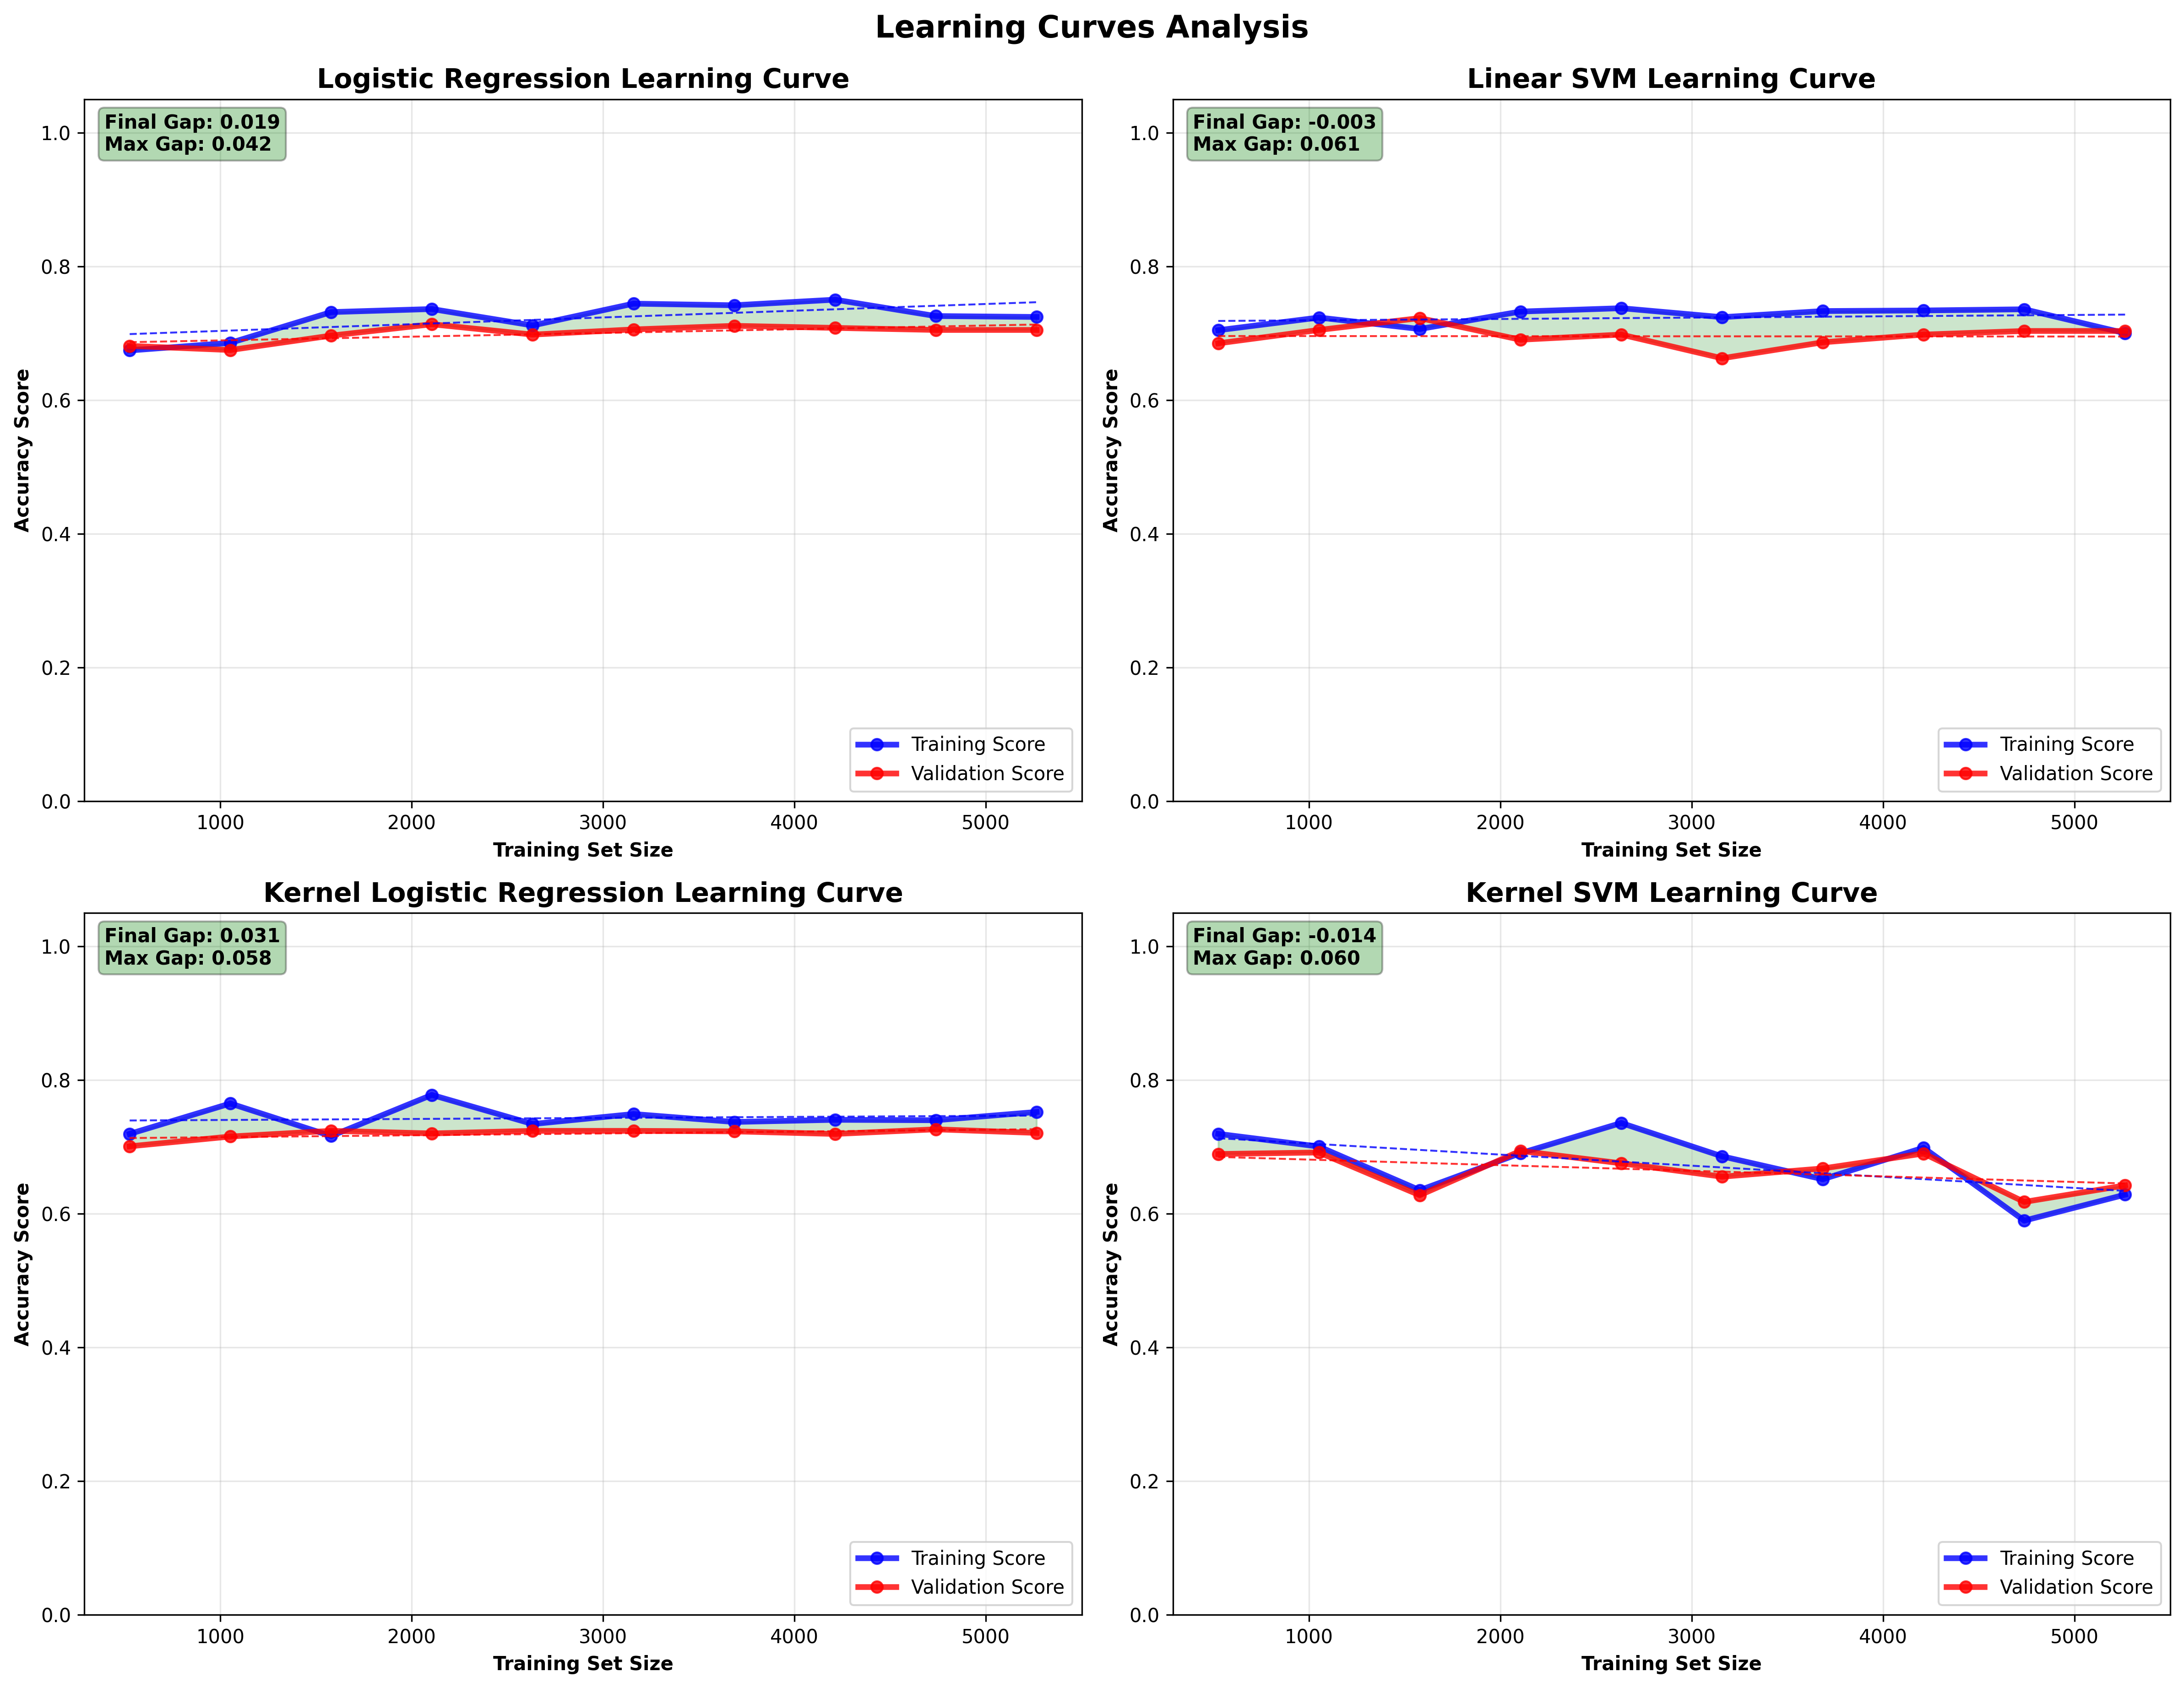 Learning Curves Analysis
Logistic Regression Learning Curve
Final Gap: 0.019
Max Gap: 0.042
1.0
0.8
0.6
0.4
0.2
0.0
Accuracy Score
Training Score
Validation Score
1000 2000 3000 4000 5000
Training Set Size
Linear SVM Learning Curve
Final Gap: -0.003
Max Gap: 0.061
1.0
0.8
0.6
0.4
0.2
0.0
Accuracy Score
Training Score
Validation Score
1000 2000 3000 4000 5000
Training Set Size
Kernel Logistic Regression Learning Curve
Final Gap: 0.031
Max Gap: 0.058
1.0
0.8
0.6
0.4
0.2
0.0
Accuracy Score
Training Score
Validation Score
1000 2000 3000 4000 5000
Training Set Size
Kernel SVM Learning Curve
Final Gap: -0.014
Max Gap: 0.060
1.0
0.8
0.6
0.4
0.2
0.0
Accuracy Score
Training Score
Validation Score
1000 2000 3000 4000 5000
Training Set Size